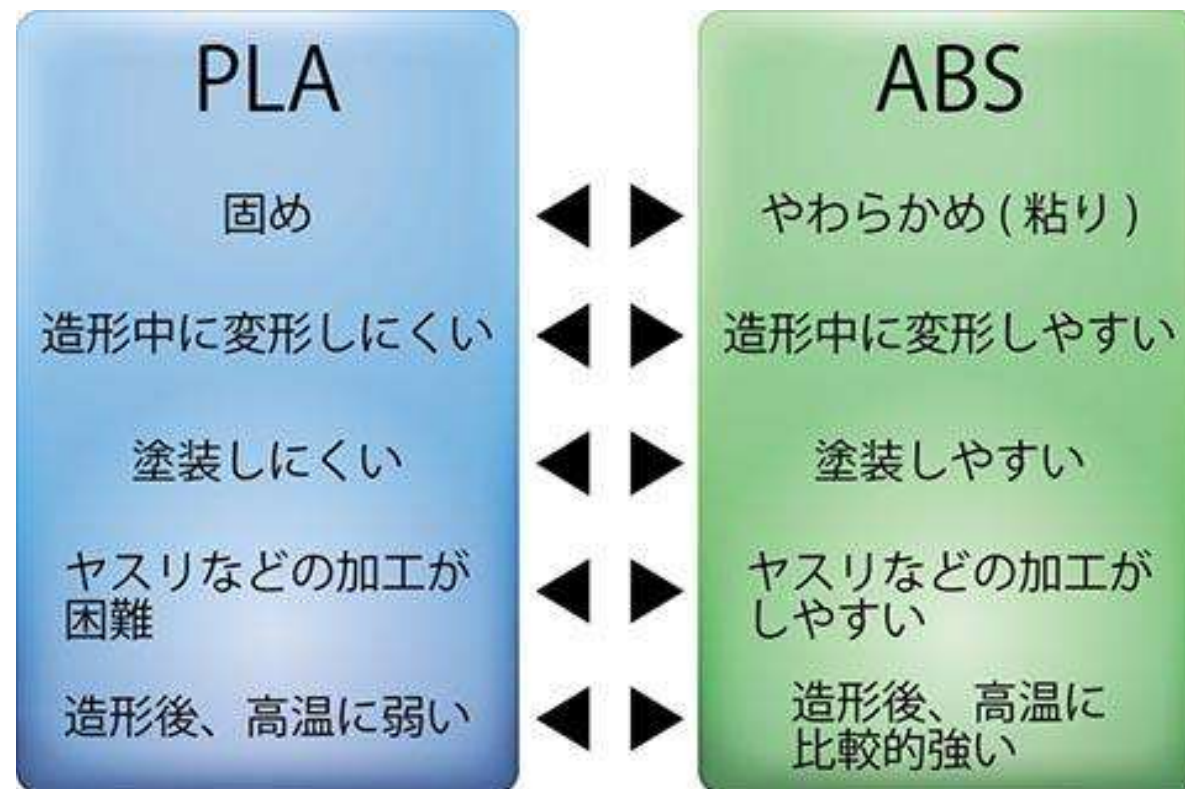 PLA
ABS
固め
やわらかめ ( 粘り )
造形中に変形しにくい
造形中に変形しやすい
塗装しにくい
塗装しやすい
ヤスリなどの加工が
困難
ヤスリなどの加工が
しやすい
造形後、高温に弱い
造形後、高温に
比較的強い